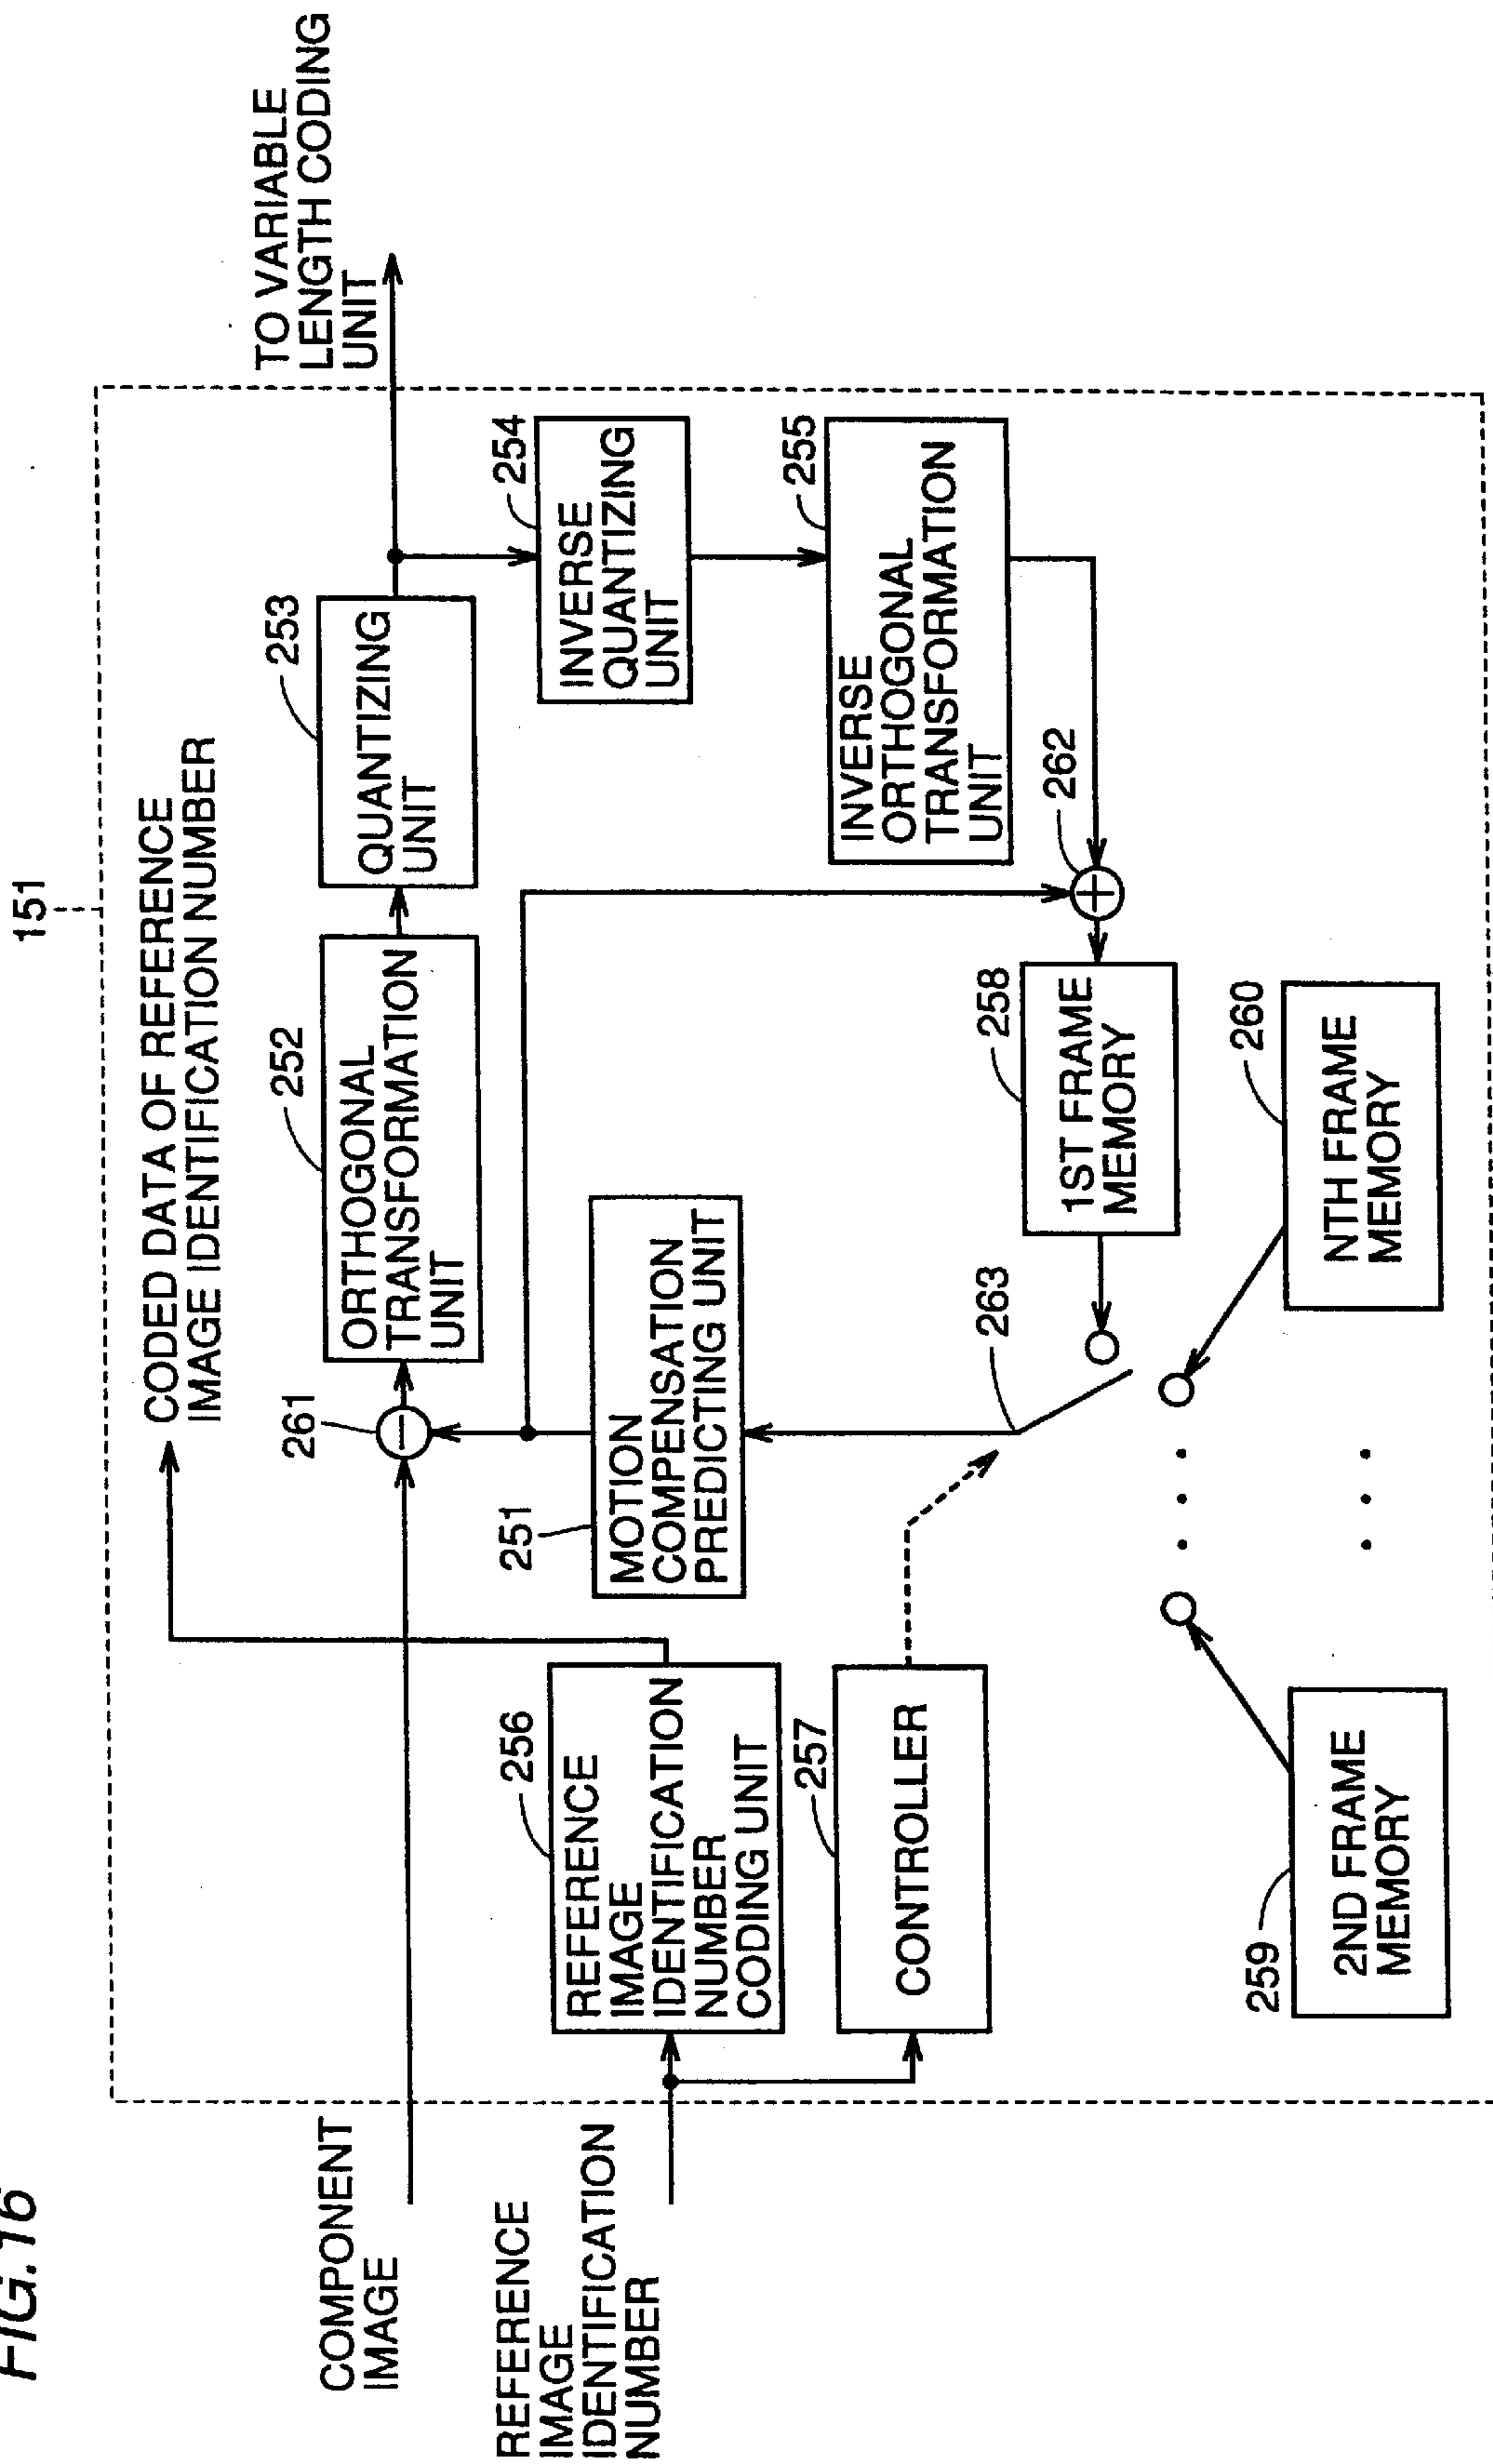 FIG.16
151
CODED DATA OF REFERENCE
IMAGE IDENTIFICATION NUMBER
TO VARIABLE
LENGTH CODING
UNIT
COMPONENT
IMAGE
261
252
ORTHOGONAL
TRANSFORMATION
UNIT
253
QUANTIZING
UNIT
254
INVERSE
QUANTIZING
UNIT
REFERENCE
IMAGE
IDENTIFICATION
NUMBER
256
REFERENCE
IMAGE
IDENTIFICATION
NUMBER
CODING UNIT
251
MOTION
COMPENSATION
PREDICTING UNIT
255
INVERSE
ORTHOGONAL
TRANSFORMATION
UNIT
257
CONTROLLER
263
258
1ST FRAME
MEMORY
262
259
2ND FRAME
MEMORY
260
NTH FRAME
MEMORY